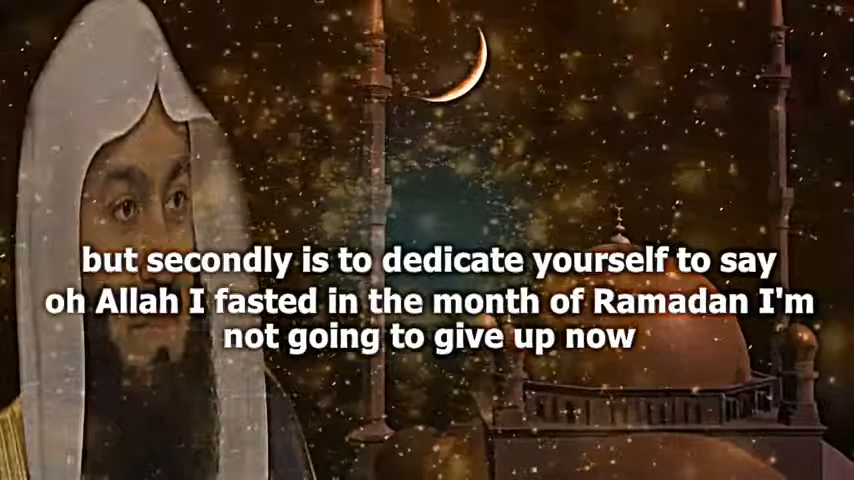 but secondly is to dedicate yourself to say
oh Allah I fasted in the month of Ramadan I'm
not going to give up now